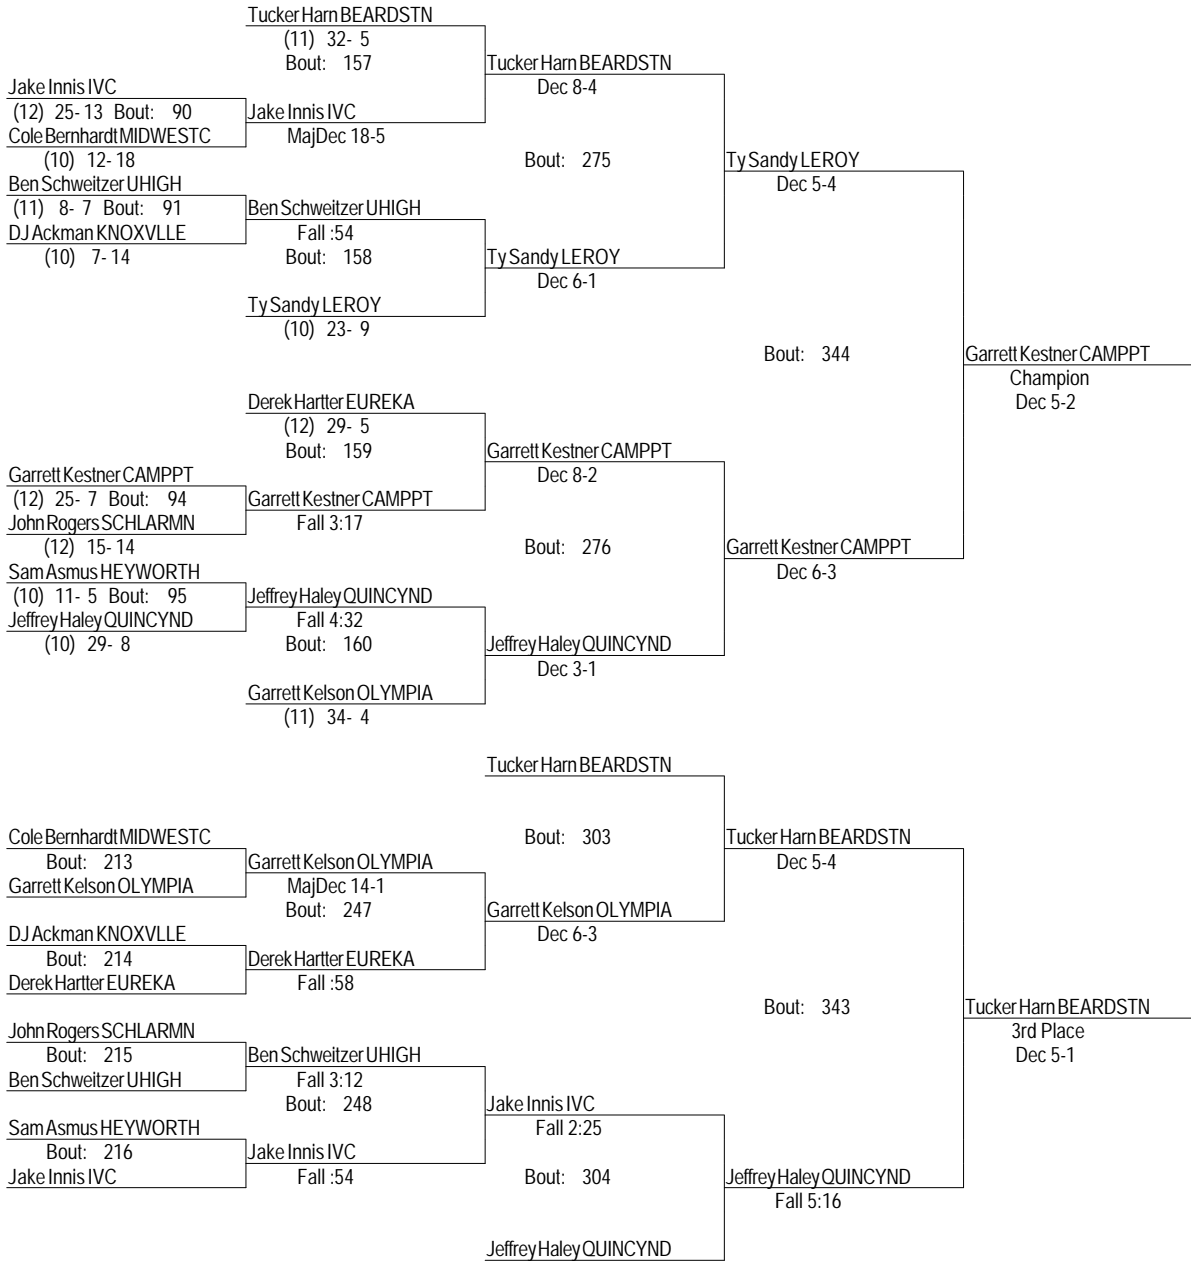 Tucker Harn BEARDSTN
(11) 32- 5
Bout: 157
Tucker Harn BEARDSTN
Dec 8-4
Jake Innis IVC
(12) 25- 13 Bout: 90
Jake Innis IVC
MajDec 18-5
Cole Bernhardt MIDWESTC
(10) 12- 18
Bout: 275
Ty Sandy LEROY
Dec 5-4
Ben Schweitzer UHIGH
(11) 8- 7 Bout: 91
Ben Schweitzer UHIGH
Fall :54
DJ Ackman KNOXVLLE
(10) 7- 14
Bout: 158
Ty Sandy LEROY
Dec 6-1
Ty Sandy LEROY
(10) 23- 9
Bout: 344
Garrett Kestner CAMPPT
Champion
Dec 5-2
Derek Hartter EUREKA
(12) 29- 5
Bout: 159
Garrett Kestner CAMPPT
Dec 8-2
Garrett Kestner CAMPPT
(12) 25- 7 Bout: 94
Garrett Kestner CAMPPT
Fall 3:17
John Rogers SCHLARMN
(12) 15- 14
Bout: 276
Garrett Kestner CAMPPT
Dec 6-3
Sam Asmus HEYWORTH
(10) 11- 5 Bout: 95
Jeffrey Haley QUINCYND
Fall 4:32
Jeffrey Haley QUINCYND
(10) 29- 8
Bout: 160
Jeffrey Haley QUINCYND
Dec 3-1
Garrett Kelson OLYMPIA
(11) 34- 4
Tucker Harn BEARDSTN
Bout: 303
Tucker Harn BEARDSTN
Dec 5-4
Cole Bernhardt MIDWESTC
Bout: 213
Garrett Kelson OLYMPIA
Garrett Kelson OLYMPIA
MajDec 14-1
Bout: 247
Garrett Kelson OLYMPIA
Dec 6-3
DJ Ackman KNOXVLLE
Bout: 214
Derek Hartter EUREKA
Derek Hartter EUREKA
Fall :58
Bout: 343
Tucker Harn BEARDSTN
3rd Place
Dec 5-1
John Rogers SCHLARMN
Bout: 215
Ben Schweitzer UHIGH
Ben Schweitzer UHIGH
Fall 3:12
Bout: 248
Jake Innis IVC
Fall 2:25
Sam Asmus HEYWORTH
Bout: 216
Jake Innis IVC
Jake Innis IVC
Fall :54
Bout: 304
Jeffrey Haley QUINCYND
Fall 5:16
Jeffrey Haley QUINCYND